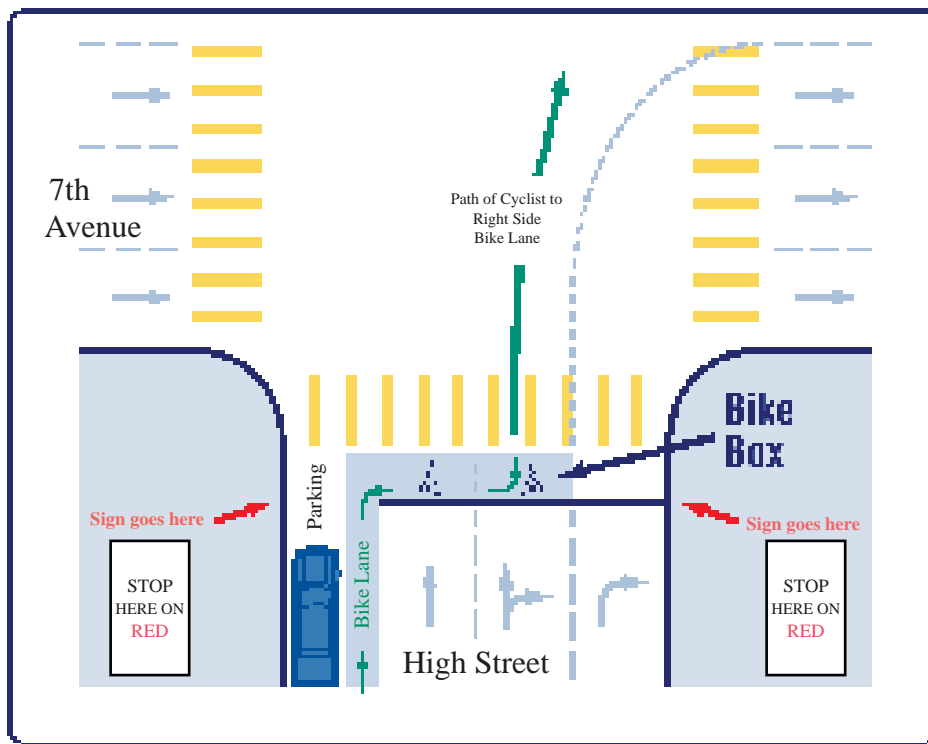 7th
Avenue
Path of Cyclist to
Right Side
Bike Lane
Bike
Box
Parking
Sign goes here
Sign goes here
Bike Lane
STOP
HERE ON
RED
STOP
HERE ON
RED
High Street